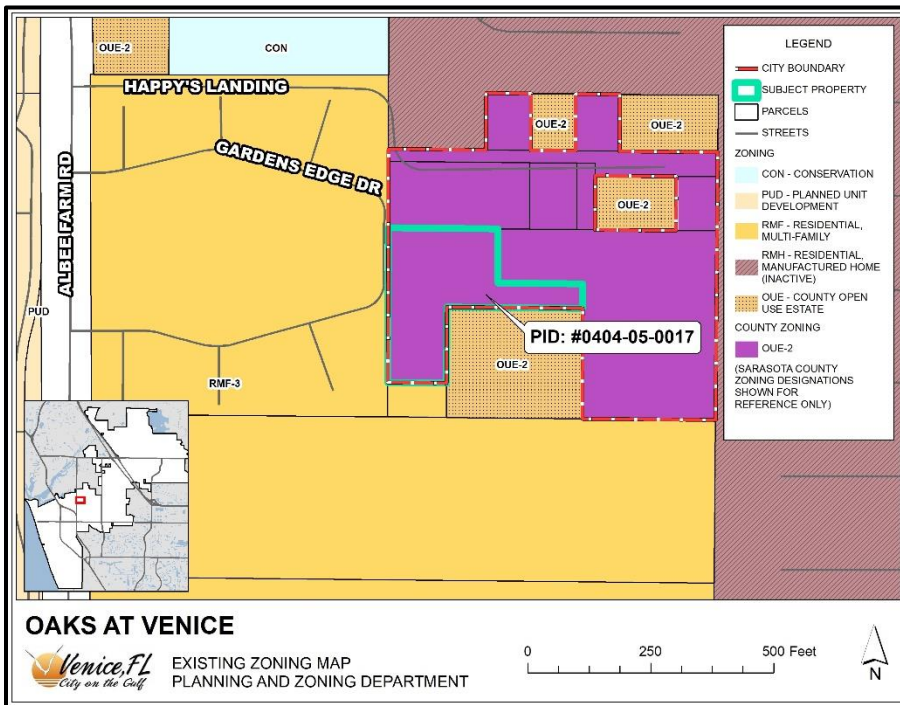 OUE-2
CON
HAPPY'S LANDING
GARDENS EDGE DR
ALBEE FARM RD
OUE-2
OUE-2
OUE-2
PID: #0404-05-0017
PUD
OUE-2
RMF-3
LEGEND
CITY BOUNDARY
SUBJECT PROPERTY
PARCELS
STREETS
ZONING
CON - CONSERVATION
PUD - PLANNED UNIT
DEVELOPMENT
RMF - RESIDENTIAL,
MULTI-FAMILY
RMH - RESIDENTIAL,
MANUFACTURED HOME
(INACTIVE)
OUE - COUNTY OPEN
USE ESTATE
COUNTY ZONING
OUE-2
(SARASOTA COUNTY
ZONING DESIGNATIONS
SHOWN FOR
REFERENCE ONLY)
OAKS AT VENICE
Venice, FL
City on the Gulf
EXISTING ZONING MAP
PLANNING AND ZONING DEPARTMENT
0 250 500 Feet
N